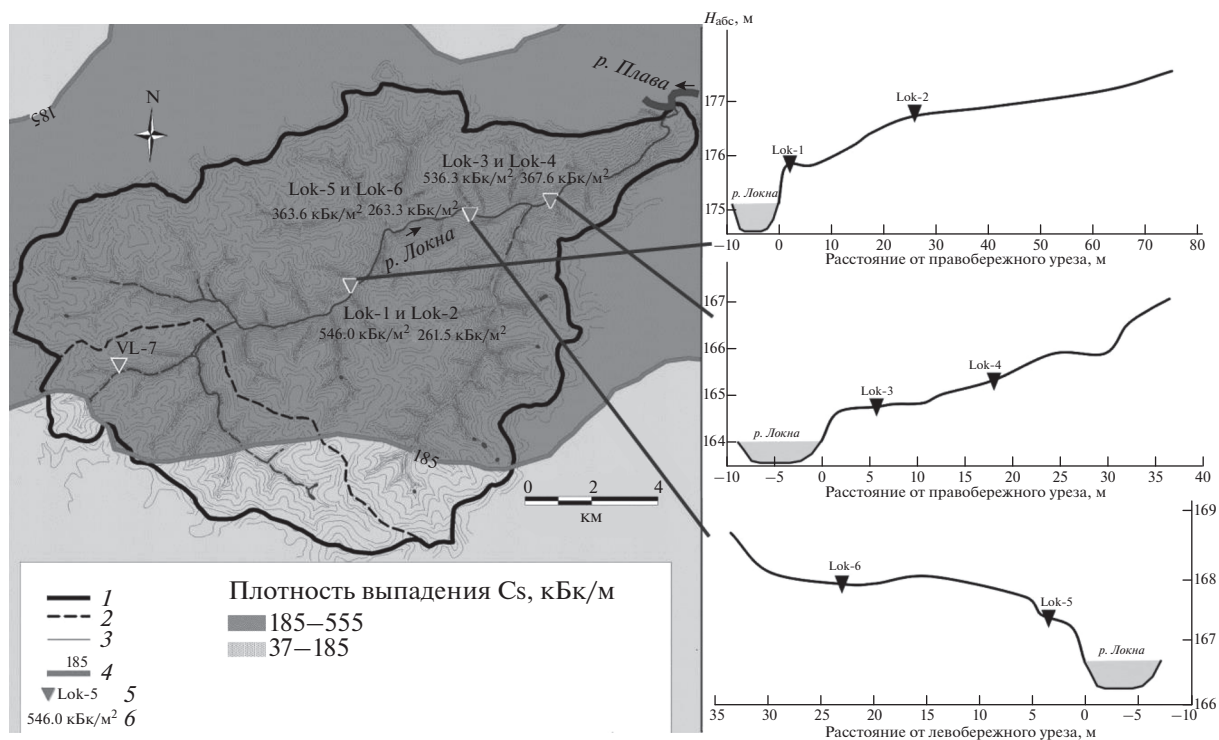 185
N
р. Плава
Lok-3 и Lok-4
536.3 кБк/м² 367.6 кБк/м²
Lok-5 и Lok-6
363.6 кБк/м² 263.3 кБк/м²
р. Локна
Lok-1 и Lok-2
546.0 кБк/м² 261.5 кБк/м²
VL-7
185
0 2 4
км
1
2
3
185 4
Lok-5 5
546.0 кБк/м² 6
Плотность выпадения Cs, кБк/м
185–555
37–185
Hабс, м
177
176
175
Lok-2
Lok-1
р. Локна
−10 0 10 20 30 40 50 60 70 80
Расстояние от правобережного уреза, м
167
166
165
164
Lok-4
Lok-3
р. Локна
−10 −5 0 5 10 15 20 25 30 35 40
Расстояние от правобережного уреза, м
169
168
167
166
Lok-6
Lok-5
р. Локна
35 30 25 20 15 10 5 0 −5 −10
Расстояние от левобережного уреза, м